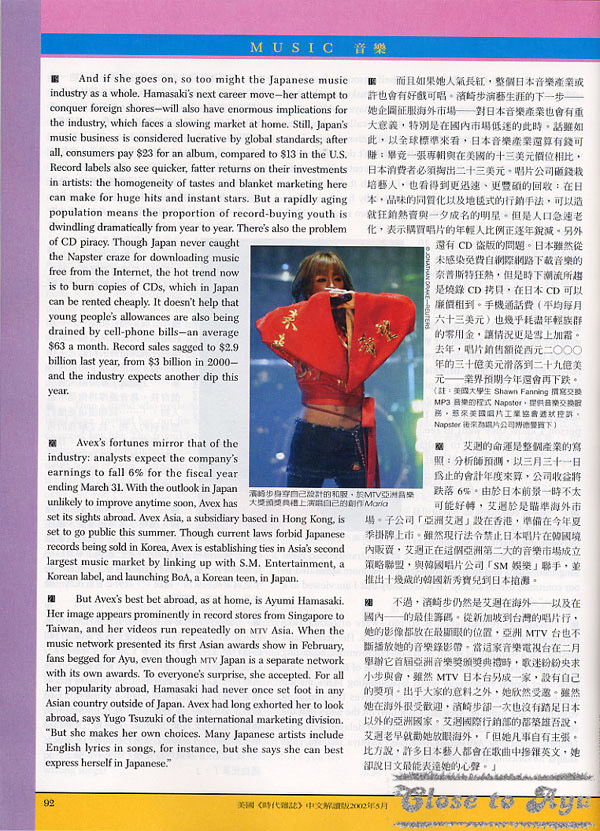 MUSIC 音樂
19 And if she goes on, so too might the Japanese music
industry as a whole. Hamasaki's next career move—her attempt to
conquer foreign shores—will also have enormous implications for
the industry, which faces a slowing market at home. Still, Japan's
music business is considered lucrative by global standards; after
all, consumers pay $23 for an album, compared to $13 in the U.S.
Record labels also see quicker, fatter returns on their investments
in artists: the homogeneity of tastes and blanket marketing here
can make for huge hits and instant stars. But a rapidly aging
population means the proportion of record-buying youth is
dwindling dramatically from year to year. There's also the problem
of CD piracy. Though Japan never caught
the Napster craze for downloading music
free from the Internet, the hot trend now
is to burn copies of CDs, which in Japan
can be rented cheaply. It doesn't help that
young people's allowances are also being
drained by cell-phone bills—an average
$63 a month. Record sales sagged to $2.9
billion last year, from $3 billion in 2000—
and the industry expects another dip this
year.
20 Avex's fortunes mirror that of the
industry: analysts expect the company's
earnings to fall 6% for the fiscal year
ending March 31. With the outlook in Japan
unlikely to improve anytime soon, Avex has
set its sights abroad. Avex Asia, a subsidiary based in Hong Kong, is
set to go public this summer. Though current laws forbid Japanese
records being sold in Korea, Avex is establishing ties in Asia's second
largest music market by linking up with S.M. Entertainment, a
Korean label, and launching BoA, a Korean teen, in Japan.
21 But Avex's best bet abroad, as at home, is Ayumi Hamasaki.
Her image appears prominently in record stores from Singapore to
Taiwan, and her videos run repeatedly on MTV Asia. When the
music network presented its first Asian awards show in February,
fans begged for Ayu, even though MTV Japan is a separate network
with its own awards. To everyone's surprise, she accepted. For all
her popularity abroad, Hamasaki had never once set foot in any
Asian country outside of Japan. Avex had long exhorted her to look
abroad, says Yugo Tsuzuki of the international marketing division.
"But she makes her own choices. Many Japanese artists include
English lyrics in songs, for instance, but she says she can best
express herself in Japanese."
©JONATHAN DRAKE—REUTERS
濱崎步身穿自己設計的和服，於MTV亞洲音樂
大獎頒獎典禮上演唱自己的創作Maria
19 而且如果她人氣長紅，整個日本音樂產業或
許也會有好戲可唱。濱崎步演藝生涯的下一步——
她企圖征服海外市場——對日本音樂產業也會有重
大意義，特別是在國內市場低迷的此時。話雖如
此，以全球標準來看，日本音樂產業還算有錢可
賺：畢竟一張專輯與在美國的十三美元價位相比，
日本消費者必須掏出二十三美元。唱片公司砸錢栽
培藝人，也看得到更迅速、更豐碩的回收：在日
本，品味的同質化以及地毯式的行銷手法，可以造
就狂銷熱賣與一夕成名的明星。但是人口急速老
化，表示購買唱片的年輕人比例正逐年銳減。另外
還有 CD 盜版的問題。日本雖然從
未感染免費自網際網路下載音樂的
奈普斯特狂熱，但是時下潮流所趨
是燒錄 CD 拷貝，在日本 CD 可以
廉價租到。手機通話費（平均每月
六十三美元）也幾乎耗盡年輕族群
的零用金，讓情況更是雪上加霜。
去年，唱片銷售額從西元二〇〇〇
年的三十億美元滑落到二十九億美
元——業界預期今年還會再下跌。
（註：美國大學生 Shawn Fanning 撰寫交換
MP3 音樂的程式 Napster，提供音樂交換服
務，惹來美國唱片工業協會遞狀控訴。
Napster 後來為唱片公司博德曼買下）
20 艾迴的命運是整個產業的寫
照：分析師預測，以三月三十一日
為止的會計年度來算，公司收益將
跌落 6%。由於日本前景一時不太
可能好轉，艾迴於是瞄準海外市
場。子公司「亞洲艾迴」設在香港，準備在今年夏
季掛牌上市。雖然現行法令禁止日本唱片在韓國境
內販賣，艾迴正在這個亞洲第二大的音樂市場成立
策略聯盟，與韓國唱片公司「SM 娛樂」聯手，並
推出十幾歲的韓國新秀寶兒到日本搶灘。
21 不過，濱崎步仍然是艾迴在海外——以及在
國內——的最佳籌碼。從新加坡到台灣的唱片行，
她的影像都放在最顯眼的位置，亞洲 MTV 台也不
斷播放她的音樂錄影帶。當這家音樂電視台在二月
舉辦它首屆亞洲音樂獎頒獎典禮時，歌迷紛紛央求
小步與會，雖然 MTV 日本台另成一家，設有自己
的獎項。出乎大家的意料之外，她欣然受邀。雖然
她在海外很受歡迎，濱崎步卻一次也沒有踏足日本
以外的亞洲國家。艾迴國際行銷部的都築雄吾說，
艾迴老早就勸她放眼海外，「但她凡事自有主張。
比方說，許多日本藝人都會在歌曲中摻雜英文，她
卻說日文最能表達她的心聲。」
92
美國《時代雜誌》中文解讀版2002年5月
Close to Ayu